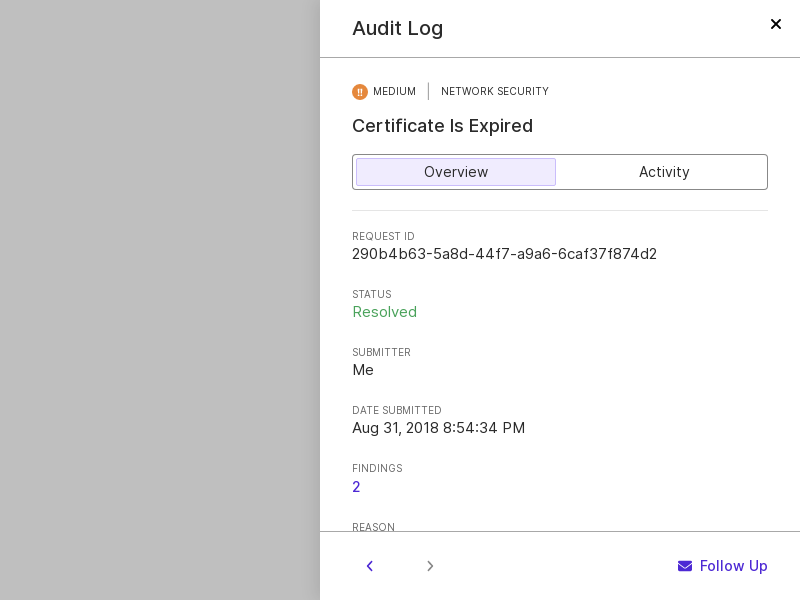 Audit Log
MEDIUM
NETWORK SECURITY
Certificate Is Expired
Overview
Activity
REQUEST ID
290b4b63-5a8d-44f7-a9a6-6caf37f874d2
STATUS
Resolved
SUBMITTER
Me
DATE SUBMITTED
Aug 31, 2018 8:54:34 PM
FINDINGS
2
REASON
Follow Up